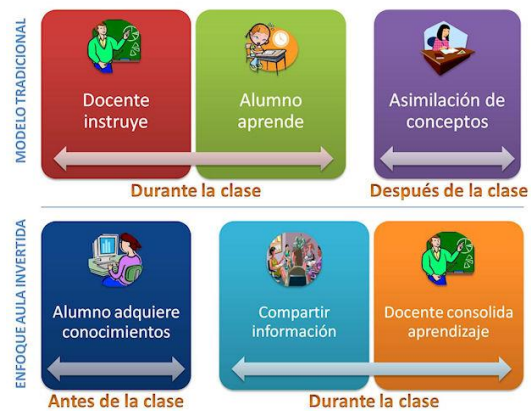 MODELO TRADICIONAL
Docente
instruye
Alumno
aprende
Asimilación de
conceptos
Durante la clase
Después de la clase
ENFOQUE AULA INVERTIDA
Alumno adquiere
conocimientos
Compartir
información
Docente consolida
aprendizaje
Antes de la clase
Durante la clase